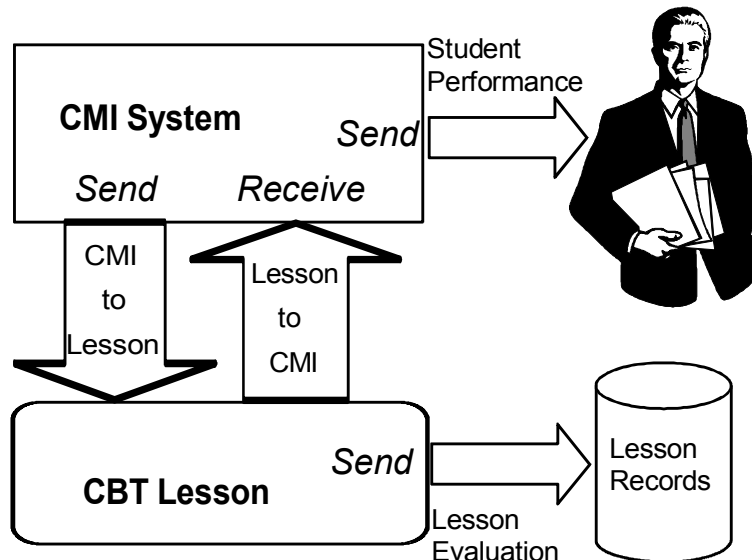 Student
Performance
CMI System
Send
Send
Receive
CMI
to
Lesson
Lesson
to
CMI
Send
CBT Lesson
Lesson
Records
Lesson
Evaluation